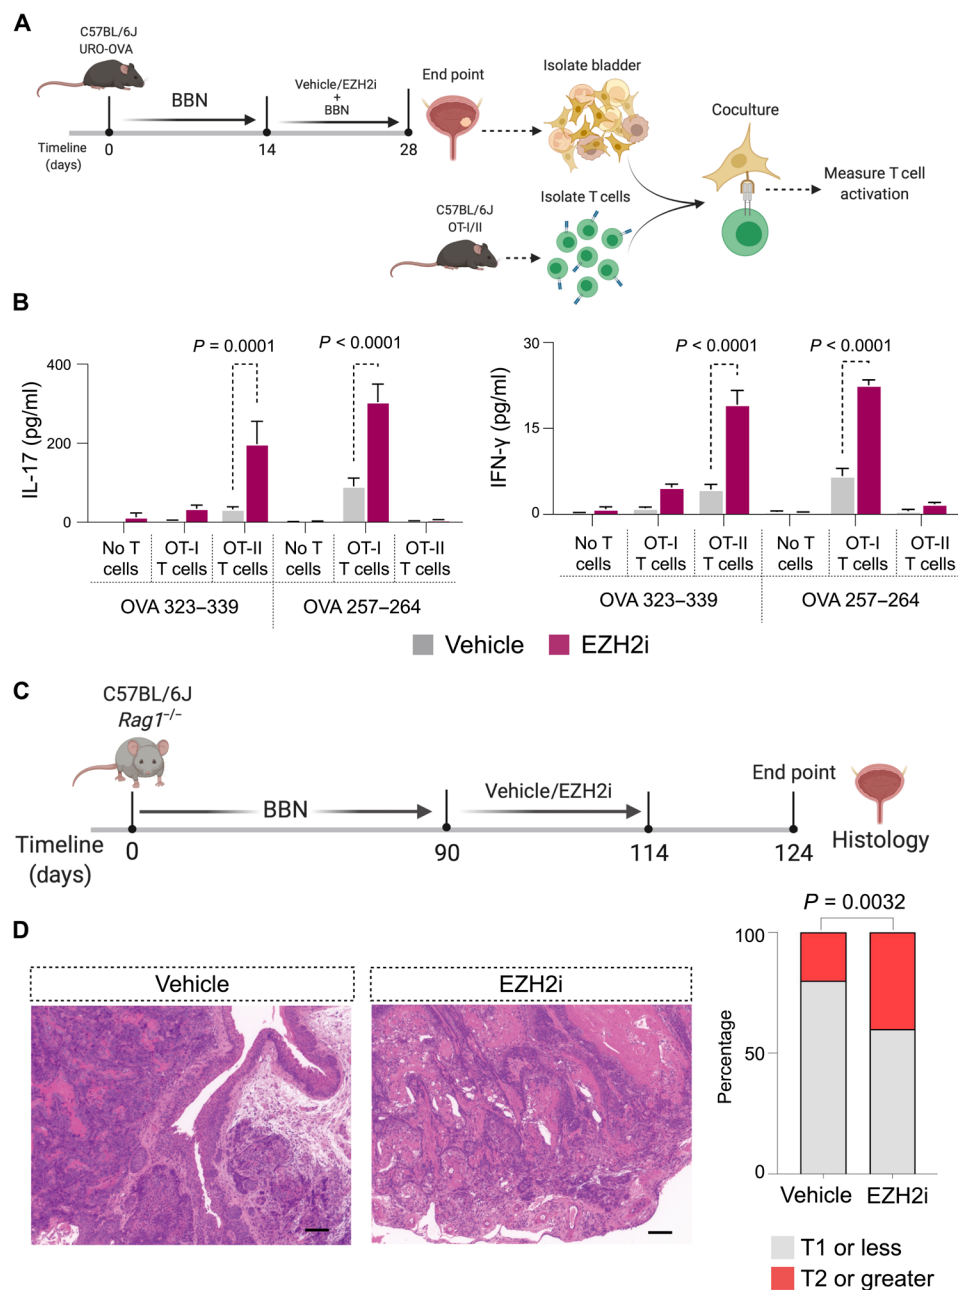 A
C57BL/6J
URO-OVA
BBN
Vehicle/EZH2i
+
BBN
End point
Timeline
(days)
0
14
28
Isolate bladder
Coculture
Measure T cell
activation
C57BL/6J
OT-I/II
Isolate T cells
B
IL-17 (pg/ml)
400
200
0
P = 0.0001
P < 0.0001
No T
cells
OT-I
T cells
OT-II
T cells
No T
cells
OT-I
T cells
OT-II
T cells
OVA 323–339
OVA 257–264
IFN-γ (pg/ml)
30
15
0
P < 0.0001
P < 0.0001
No T
cells
OT-I
T cells
OT-II
T cells
No T
cells
OT-I
T cells
OT-II
T cells
OVA 323–339
OVA 257–264
Vehicle
EZH2i
C
C57BL/6J
Rag1–/–
BBN
Vehicle/EZH2i
End point
Histology
Timeline
(days)
0
90
114
124
D
Vehicle
EZH2i
P = 0.0032
Percentage
100
50
0
Vehicle
EZH2i
T1 or less
T2 or greater